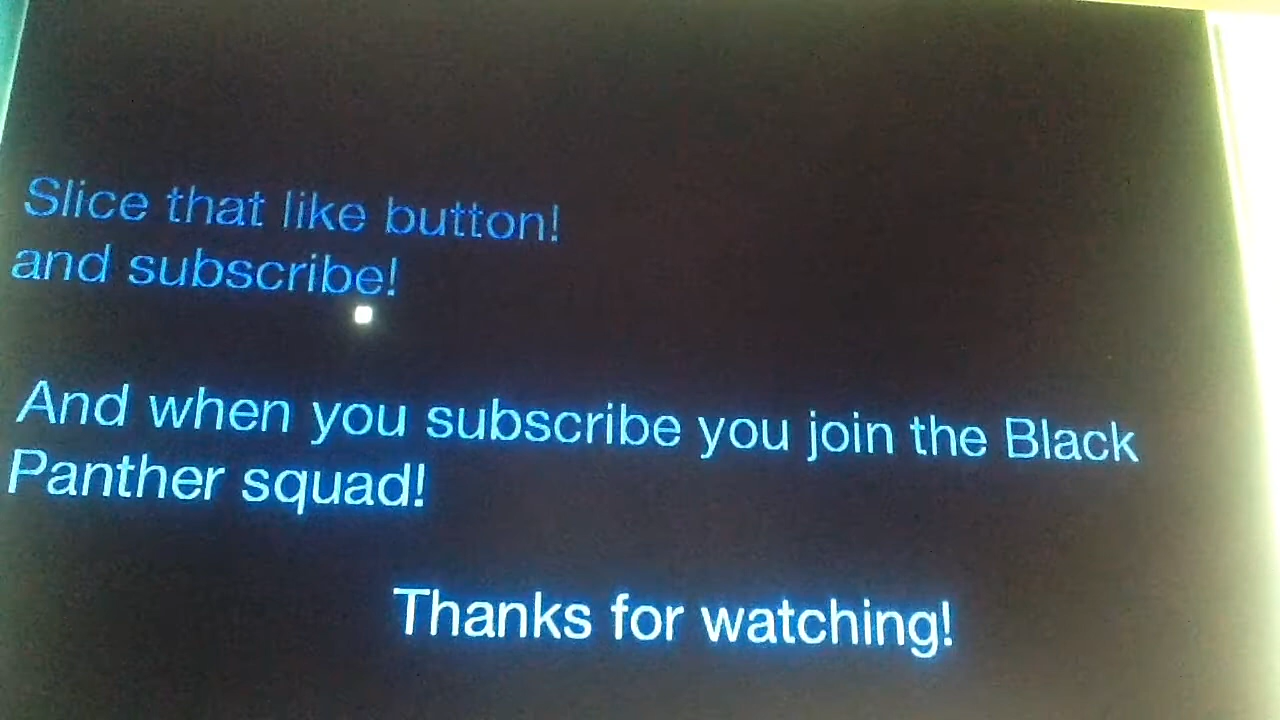 Slice that like button!
and subscribe!
And when you subscribe you join the Black
Panther squad!
Thanks for watching!